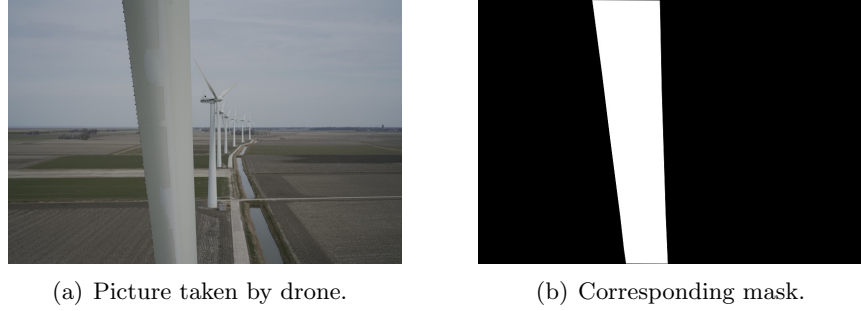 (a) Picture taken by drone.
(b) Corresponding mask.